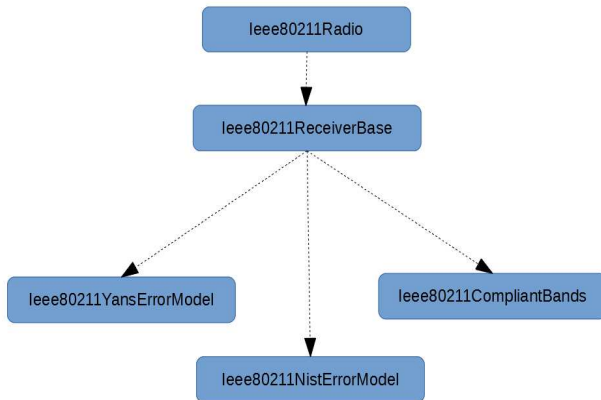 Ieee80211Radio
Ieee80211ReceiverBase
Ieee80211YansErrorModel
Ieee80211CompliantBands
Ieee80211NistErrorModel